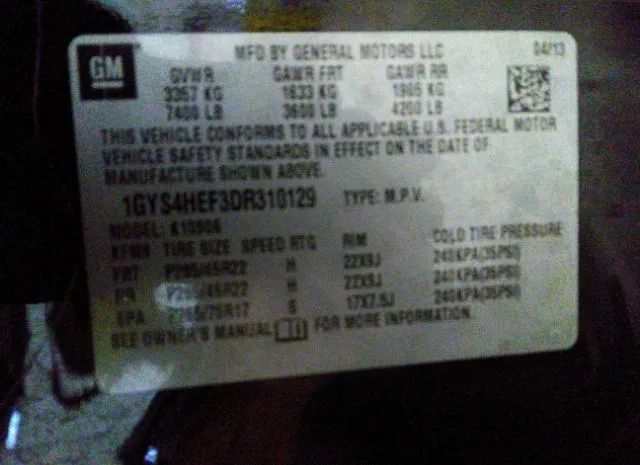 GM
MFD BY GENERAL MOTORS LLC 04/13
GVWR GAWR FRT GAWR RR
3357 KG 1633 KG 1905 KG
7400 LB 3600 LB 4200 LB
THIS VEHICLE CONFORMS TO ALL APPLICABLE U.S. FEDERAL MOTOR
VEHICLE SAFETY STANDARDS IN EFFECT ON THE DATE OF
MANUFACTURE SHOWN ABOVE.
1GYS4HEF3DR310129 TYPE: M.P.V.
MODEL: K10906
TIRE SIZE SPEED RTG RIM COLD TIRE PRESSURE
FRT P285/45R22 H 22X9J 240KPA(35PSI)
RR H 22X9J 240KPA(35PSI)
SPA S 17X7.5J 240KPA(35PSI)
SEE OWNER'S MANUAL FOR MORE INFORMATION.